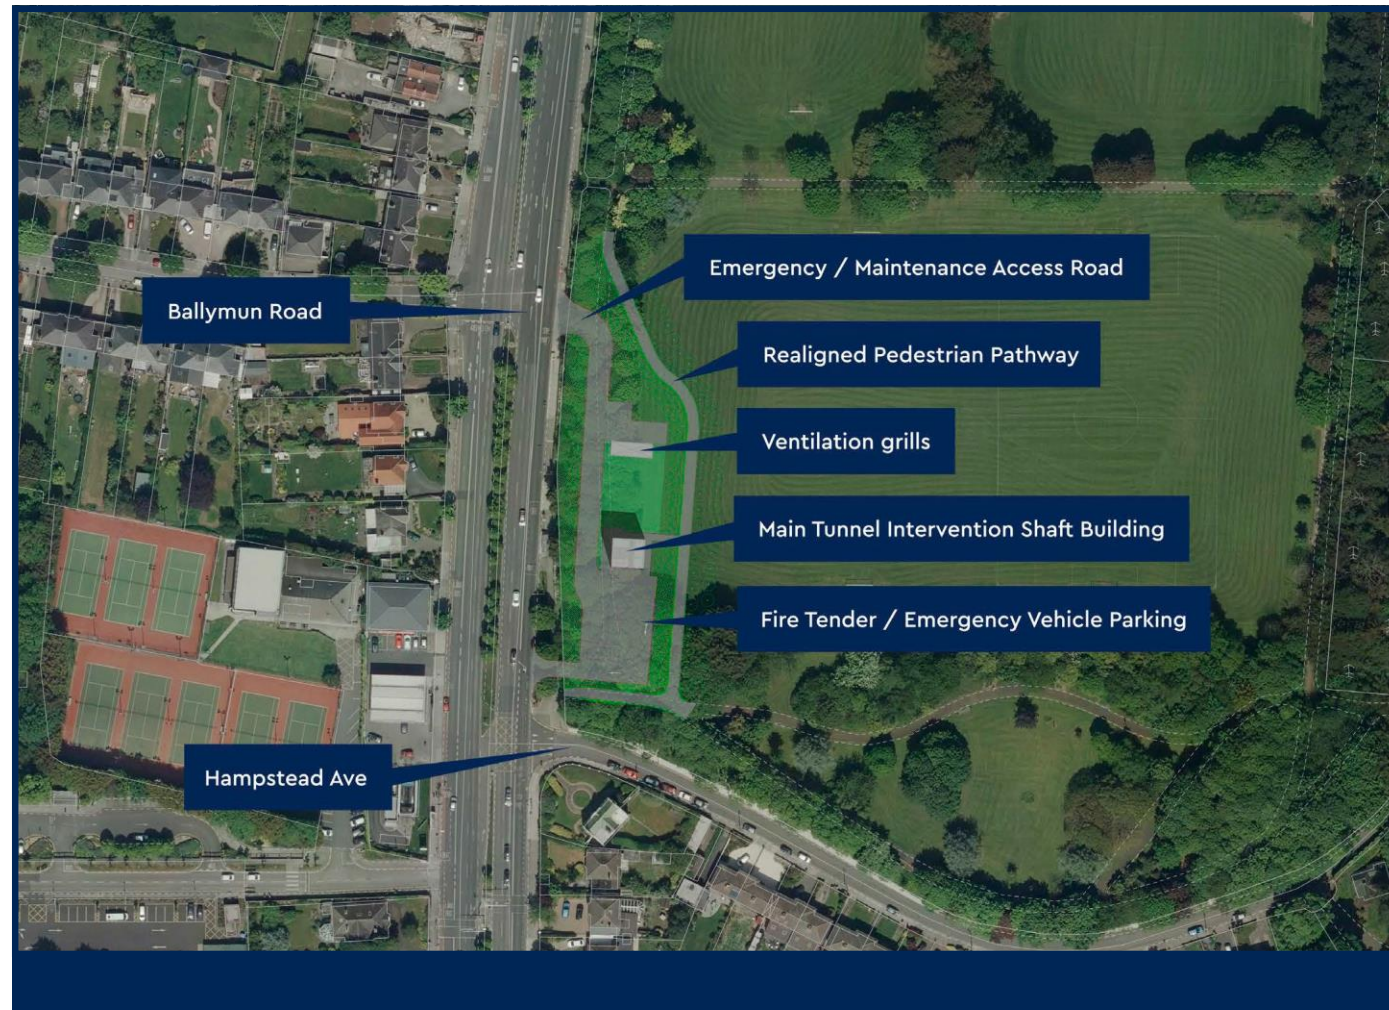 Emergency / Maintenance Access Road
Ballymun Road
Realigned Pedestrian Pathway
Ventilation grills
Main Tunnel Intervention Shaft Building
Fire Tender / Emergency Vehicle Parking
Hampstead Ave